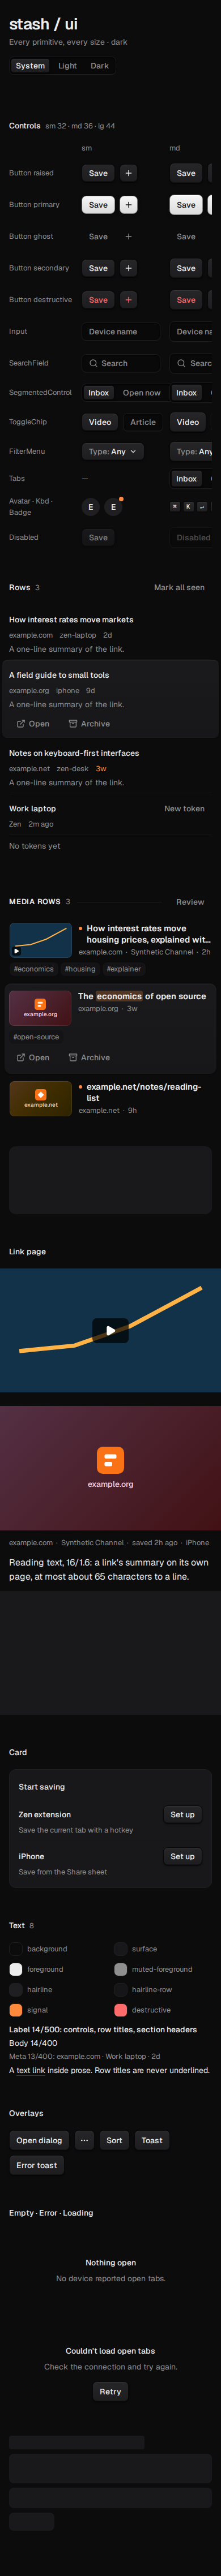 stash / ui
Every primitive, every size · dark
System Light Dark
Controls sm 32 · md 36 · lg 44
sm md
Button raised Save + Save
Button primary Save + Save
Button ghost Save + Save
Button secondary Save + Save
Button destructive Save + Save
Input Device name Device na
SearchField Search Searc
SegmentedControl Inbox Open now Inbox
ToggleChip Video Article Video
FilterMenu Type: Any Type: Any
Tabs — Inbox
Avatar · Kbd · Badge E E ⌘ K ↵
Disabled Save Disabled
Rows 3 Mark all seen
How interest rates move markets
example.com zen-laptop 2d
A one-line summary of the link.
A field guide to small tools
example.org iphone 9d
A one-line summary of the link.
Open Archive
Notes on keyboard-first interfaces
example.net zen-desk 3w
A one-line summary of the link.
Work laptop New token
Zen 2m ago
No tokens yet
MEDIA ROWS 3 Review
How interest rates move
housing prices, explained wit…
example.com · Synthetic Channel · 2h
#economics #housing #explainer
example.org
The economics of open source
example.org · 3w
#open-source
Open Archive
example.net
example.net/notes/reading-
list
example.net · 9h
Link page
example.org
example.com · Synthetic Channel · saved 2h ago · iPhone
Reading text, 16/1.6: a link's summary on its own
page, at most about 65 characters to a line.
Card
Start saving
Zen extension Set up
Save the current tab with a hotkey
iPhone Set up
Save from the Share sheet
Text 8
background surface
foreground muted-foreground
hairline hairline-row
signal destructive
Label 14/500: controls, row titles, section headers
Body 14/400
Meta 13/400: example.com · Work laptop · 2d
A text link inside prose. Row titles are never underlined.
Overlays
Open dialog ··· Sort Toast
Error toast
Empty · Error · Loading
Nothing open
No device reported open tabs.
Couldn't load open tabs
Check the connection and try again.
Retry